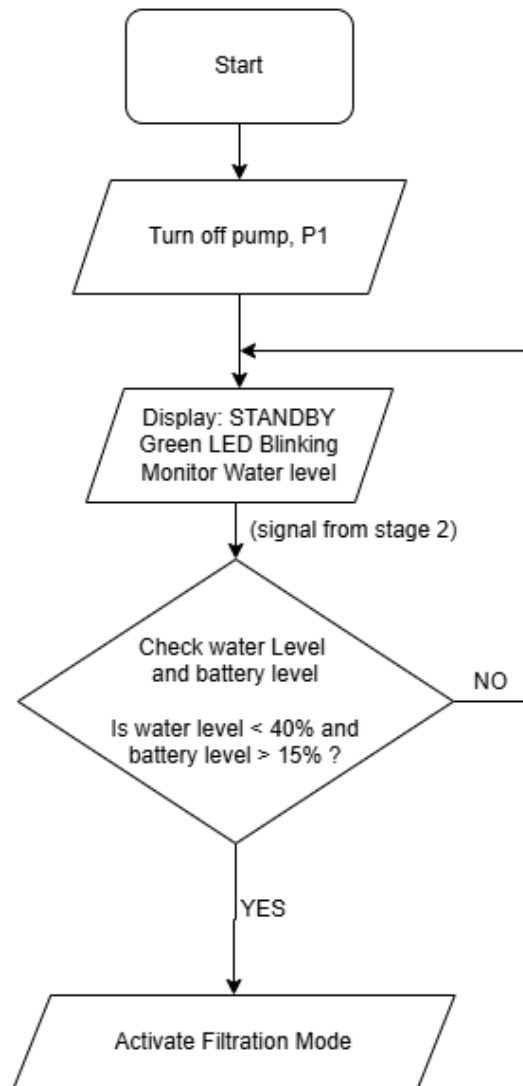 Start
Turn off pump, P1
Display: STANDBY
Green LED Blinking
Monitor Water level
(signal from stage 2)
Check water Level
and battery level
Is water level < 40% and
battery level > 15% ?
NO
YES
Activate Filtration Mode